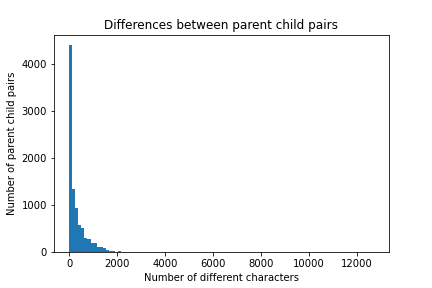 Differences between parent child pairs
Number of parent child pairs
4000
3000
2000
1000
0
0 2000 4000 6000 8000 10000 12000
Number of different characters